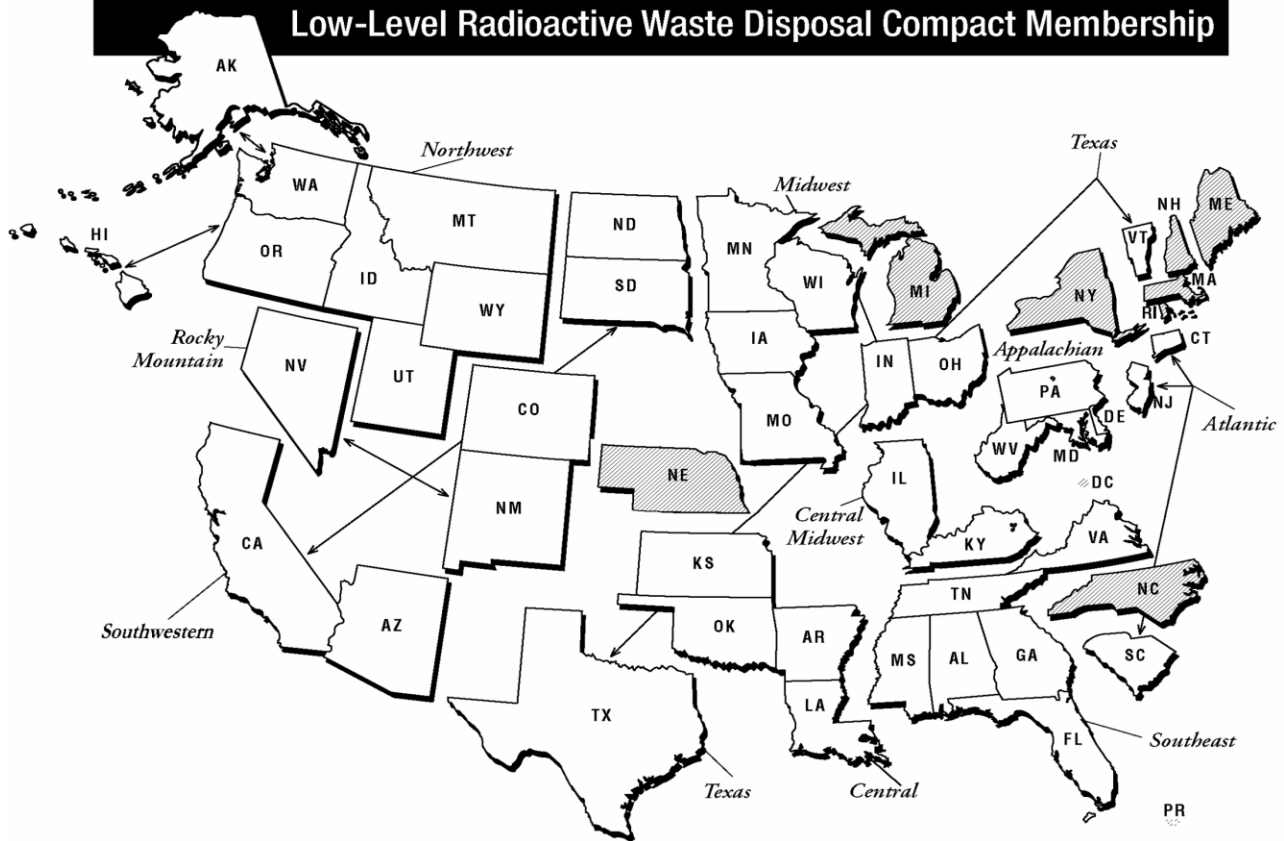 Low-Level Radioactive Waste Disposal Compact Membership
AK
Northwest
Texas
WA
MT
ND
MN
Midwest
NH
ME
VT
HI
OR
ID
SD
WI
MI
NY
MA
RI
WY
Rocky
Mountain
NV
UT
IA
IN
OH
Appalachian
CT
CO
MO
PA
NJ
DE
Atlantic
WV
MD
NE
IL
DC
NM
Central
Midwest
CA
KY
VA
KS
TN
NC
Southwestern
AZ
OK
AR
MS
AL
GA
SC
TX
LA
FL
Southeast
Texas
Central
PR